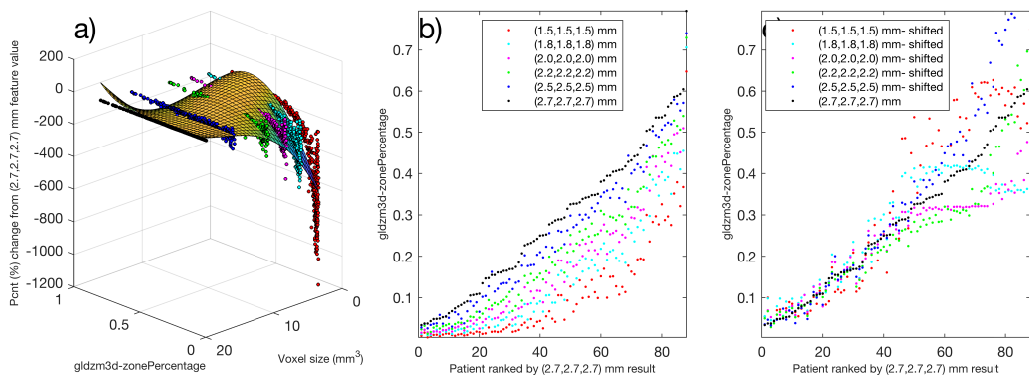 a)
200
0
-200
-400
-600
-800
-1000
-1200
Pcnt (%) change from (2.7,2.7,2.7) mm feature value
1
0.5
0
gldzm3d-zonePercentage
20
10
0
Voxel size (mm³)
b)
(1.5,1.5,1.5) mm
(1.8,1.8,1.8) mm
(2.0,2.0,2.0) mm
(2.2,2.2,2.2) mm
(2.5,2.5,2.5) mm
(2.7,2.7,2.7) mm
0.7
0.6
0.5
0.4
0.3
0.2
0.1
gldzm3d-zonePercentage
0
20
40
60
80
Patient ranked by (2.7,2.7,2.7) mm result
(1.5,1.5,1.5) mm- shifted
(1.8,1.8,1.8) mm- shifted
(2.0,2.0,2.0) mm- shifted
(2.2,2.2,2.2) mm- shifted
(2.5,2.5,2.5) mm- shifted
(2.7,2.7,2.7) mm
0.7
0.6
0.5
0.4
0.3
0.2
0.1
gldzm3d-zonePercentage
0
20
40
60
80
Patient ranked by (2.7,2.7,2.7) mm result